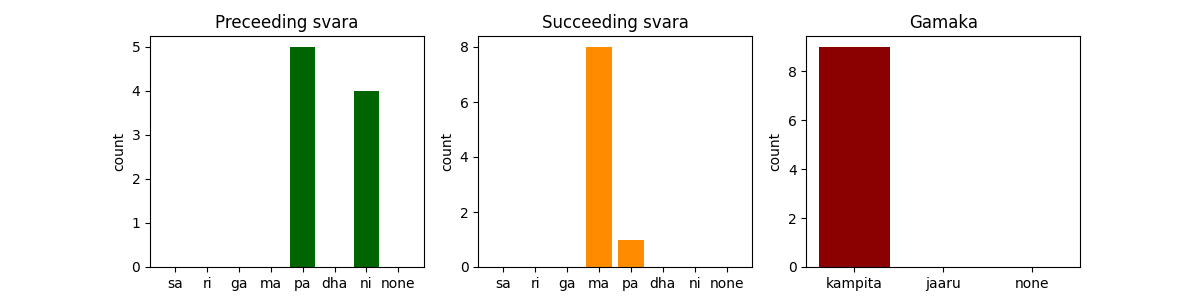 Preceeding svara
count
5
4
3
2
1
0
sa ri ga ma pa dha ni none
Succeeding svara
count
8
6
4
2
0
sa ri ga ma pa dha ni none
Gamaka
count
8
6
4
2
0
kampita jaaru none